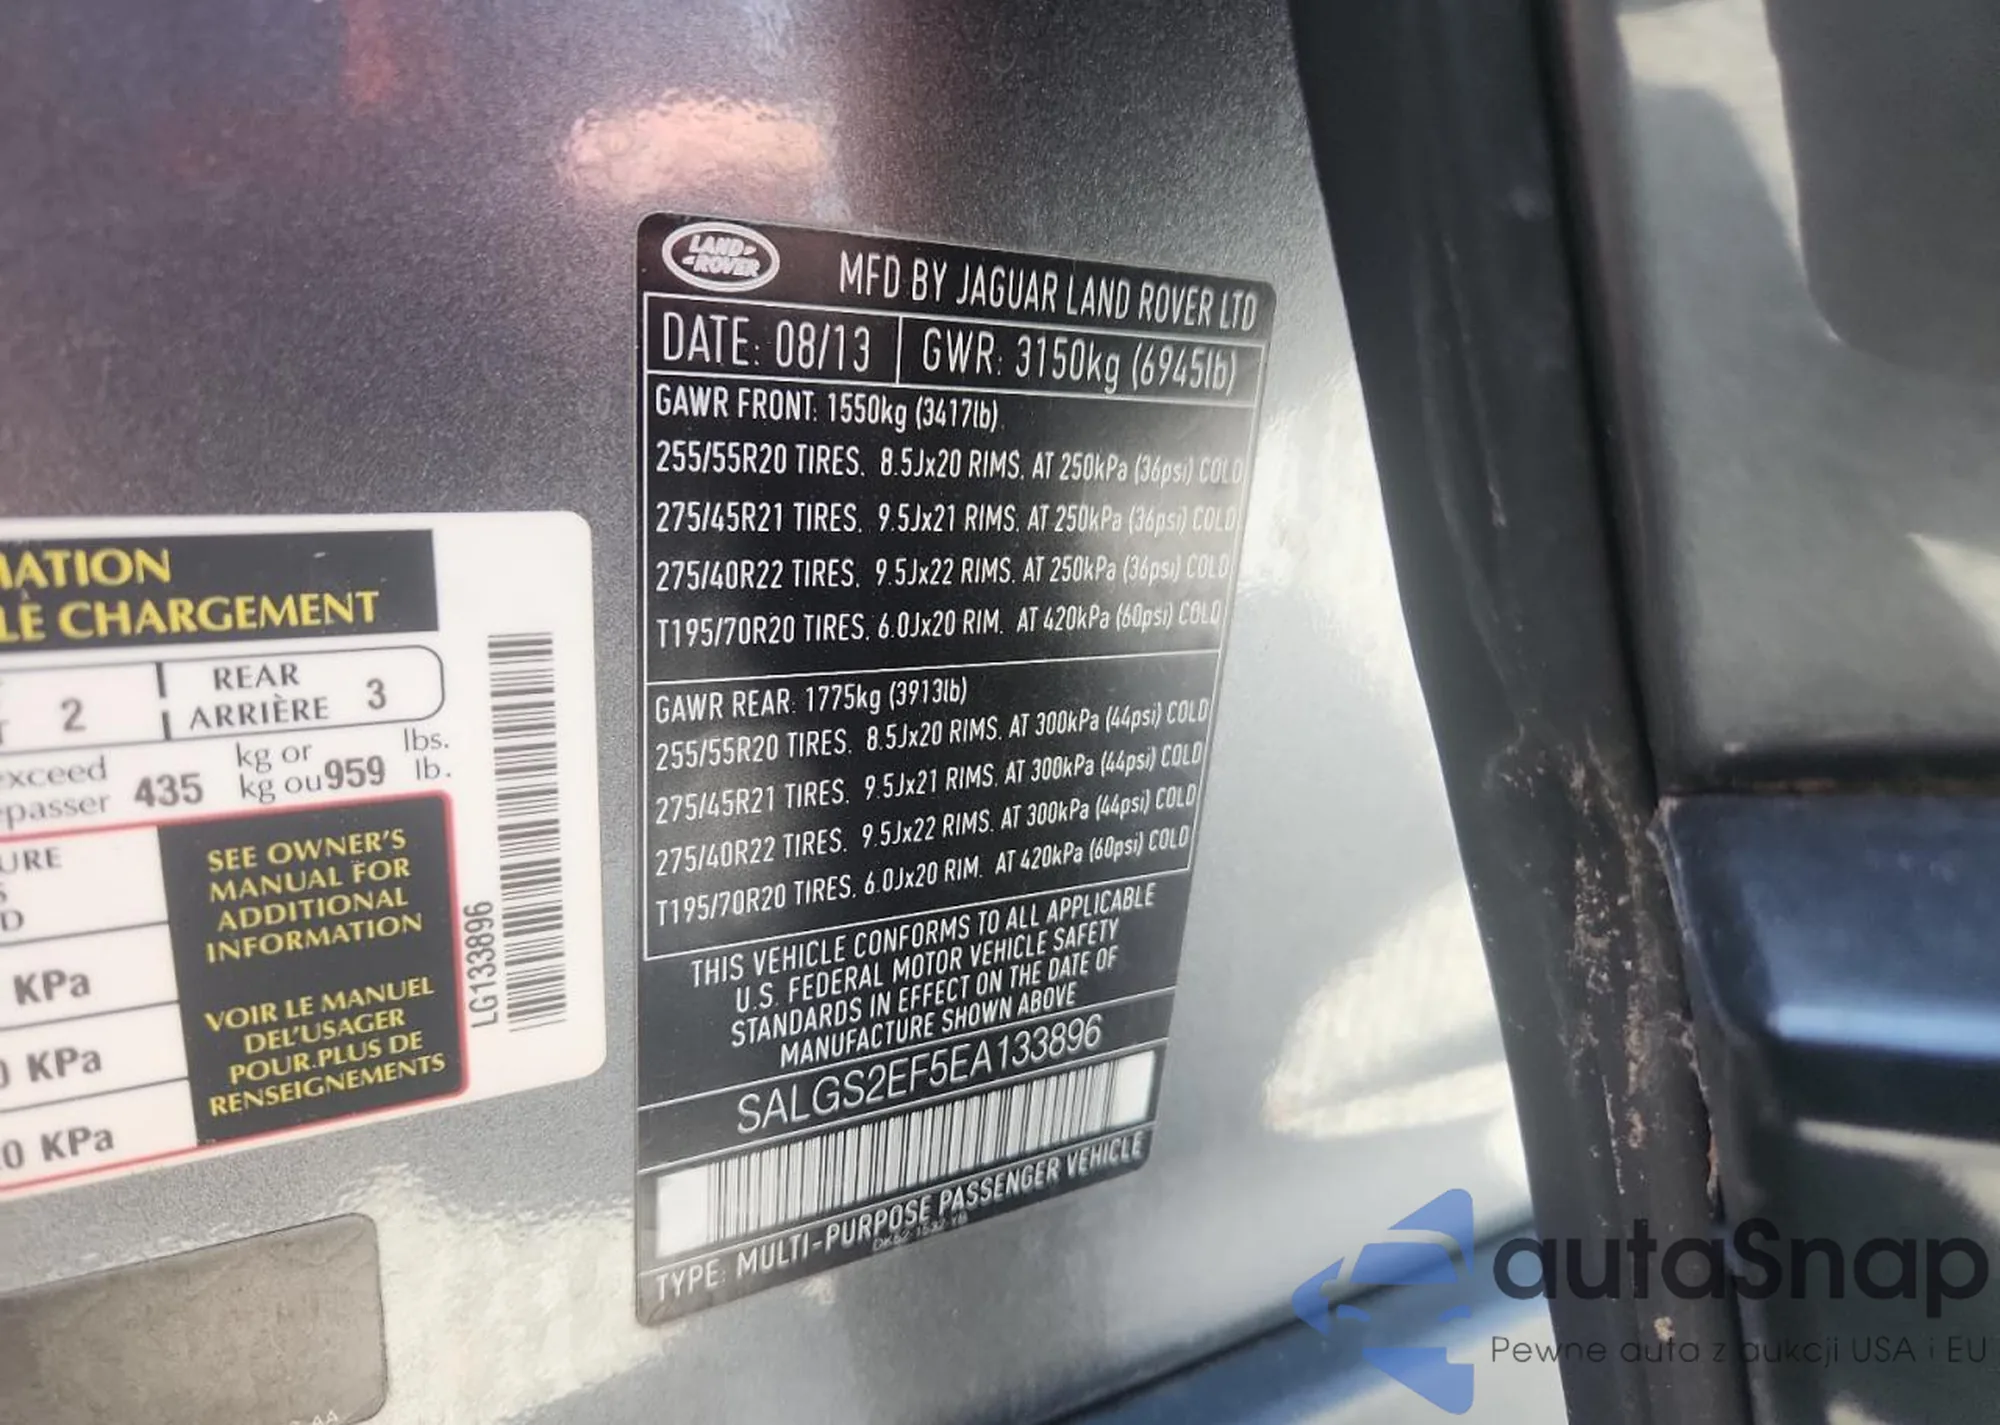 LAND
ROVER
MFD BY JAGUAR LAND ROVER LTD
DATE: 08/13
GWR: 3150kg (6945lb)
GAWR FRONT: 1550kg (3417lb)
255/55R20 TIRES. 8.5Jx20 RIMS. AT 250kPa (36psi) COLD
275/45R21 TIRES. 9.5Jx21 RIMS. AT 250kPa (36psi) COLD
275/40R22 TIRES. 9.5Jx22 RIMS. AT 250kPa (36psi) COLD
T195/70R20 TIRES. 6.0Jx20 RIM. AT 420kPa (60psi) COLD
GAWR REAR: 1775kg (3913lb)
255/55R20 TIRES. 8.5Jx20 RIMS. AT 300kPa (44psi) COLD
275/45R21 TIRES. 9.5Jx21 RIMS. AT 300kPa (44psi) COLD
275/40R22 TIRES. 9.5Jx22 RIMS. AT 300kPa (44psi) COLD
T195/70R20 TIRES. 6.0Jx20 RIM. AT 420kPa (60psi) COLD
THIS VEHICLE CONFORMS TO ALL APPLICABLE
U.S. FEDERAL MOTOR VEHICLE SAFETY
STANDARDS IN EFFECT ON THE DATE OF
MANUFACTURE SHOWN ABOVE
SALGS2EF5EA133896
TYPE: MULTI-PURPOSE PASSENGER VEHICLE
MATION
LE CHARGEMENT
2
REAR
ARRIÈRE 3
exceed
epasser 435 kg or
kg ou 959 lbs.
lb.
URE
S
D
KPa
0 KPa
0 KPa
SEE OWNER'S
MANUAL FOR
ADDITIONAL
INFORMATION
VOIR LE MANUEL
DEL'USAGER
POUR.PLUS DE
RENSEIGNEMENTS
LG133896
AA
autaSnap
Pewne auta z aukcji USA i EU